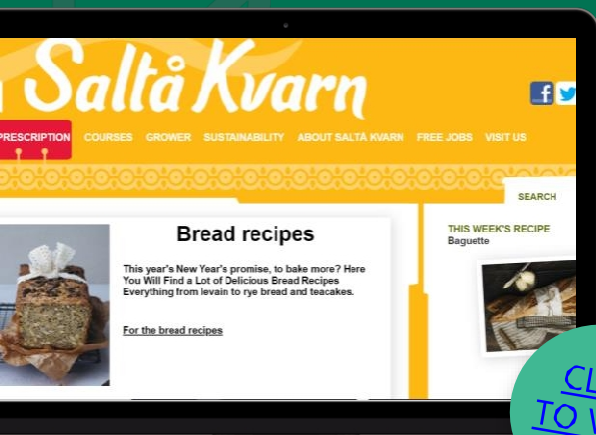 Saltå Kvarn
PRESCRIPTION COURSES GROWER SUSTAINABILITY ABOUT SALTÅ KVARN FREE JOBS VISIT US
SEARCH
Bread recipes
This year's New Year's promise, to bake more? Here
You Will Find a Lot of Delicious Bread Recipes
Everything from levain to rye bread and teacakes.
For the bread recipes
THIS WEEK'S RECIPE
Baguette
TO